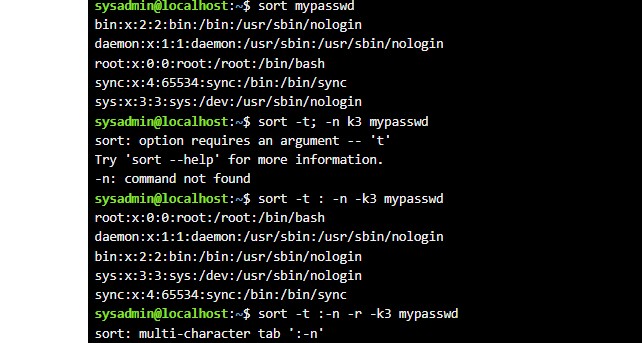 sysadmin@localhost:~$ sort mypasswd
bin:x:2:2:bin:/bin:/usr/sbin/nologin
daemon:x:1:1:daemon:/usr/sbin:/usr/sbin/nologin
root:x:0:0:root:/root:/bin/bash
sync:x:4:65534:sync:/bin:/bin/sync
sys:x:3:3:sys:/dev:/usr/sbin/nologin
sysadmin@localhost:~$ sort -t; -n k3 mypasswd
sort: option requires an argument -- 't'
Try 'sort --help' for more information.
-n: command not found
sysadmin@localhost:~$ sort -t : -n -k3 mypasswd
root:x:0:0:root:/root:/bin/bash
daemon:x:1:1:daemon:/usr/sbin:/usr/sbin/nologin
bin:x:2:2:bin:/bin:/usr/sbin/nologin
sys:x:3:3:sys:/dev:/usr/sbin/nologin
sync:x:4:65534:sync:/bin:/bin/sync
sysadmin@localhost:~$ sort -t :-n -r -k3 mypasswd
sort: multi-character tab ':-n'